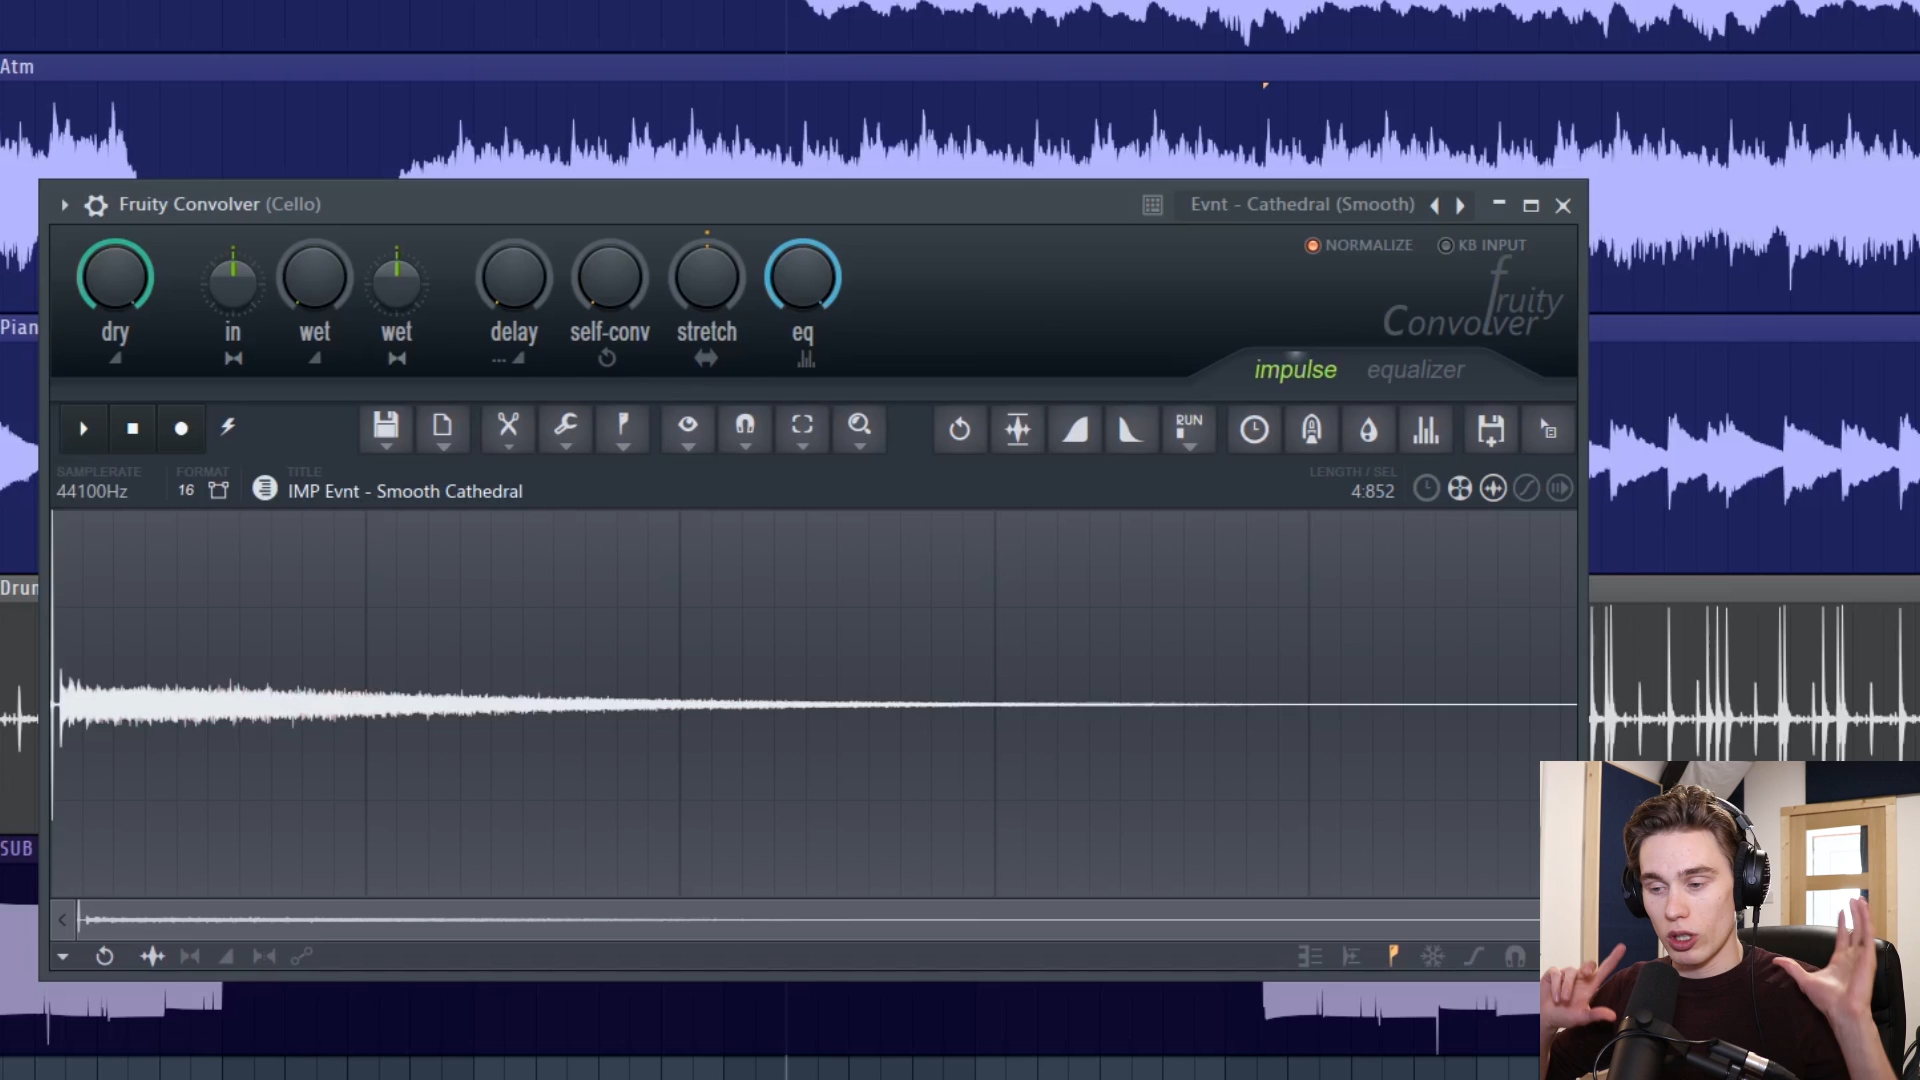 Atm
Fruity Convolver (Cello)
Evnt - Cathedral (Smooth)
NORMALIZE
KB INPUT
dry
in
wet
wet
delay
self-conv
stretch
eq
fruity
Convolver
Pian
impulse
equalizer
RUN
SAMPLERATE
FORMAT
TITLE
LENGTH / SEL
44100Hz
16
IMP Evnt - Smooth Cathedral
4:852
Drun
SUB